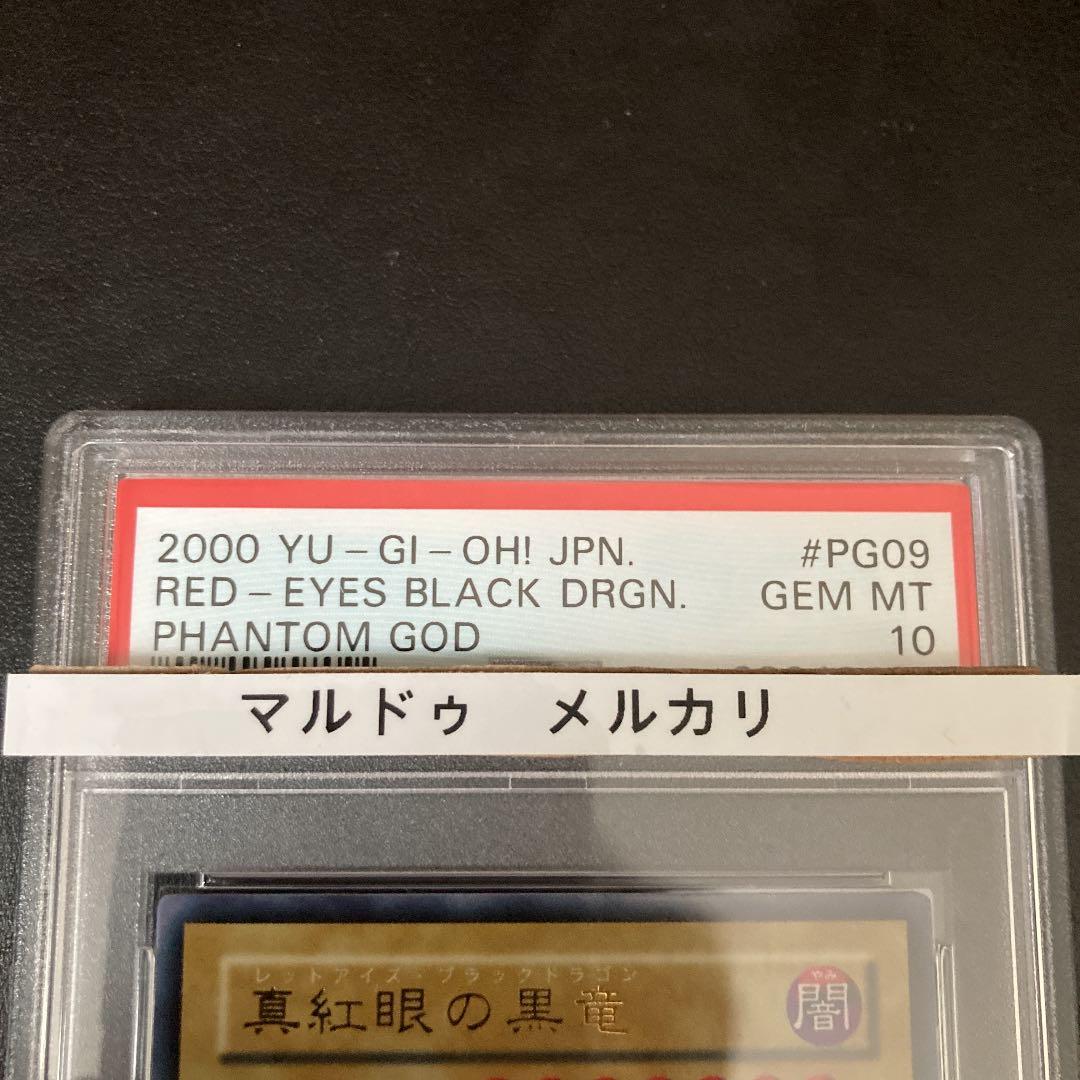 2000 YU-GI-OH! JPN. #PG09
RED-EYES BLACK DRGN. GEM MT
PHANTOM GOD 10
マルドゥ メルカリ
レッドアイズ・ブラックドラゴン
真紅眼の黒竜
やみ
闇